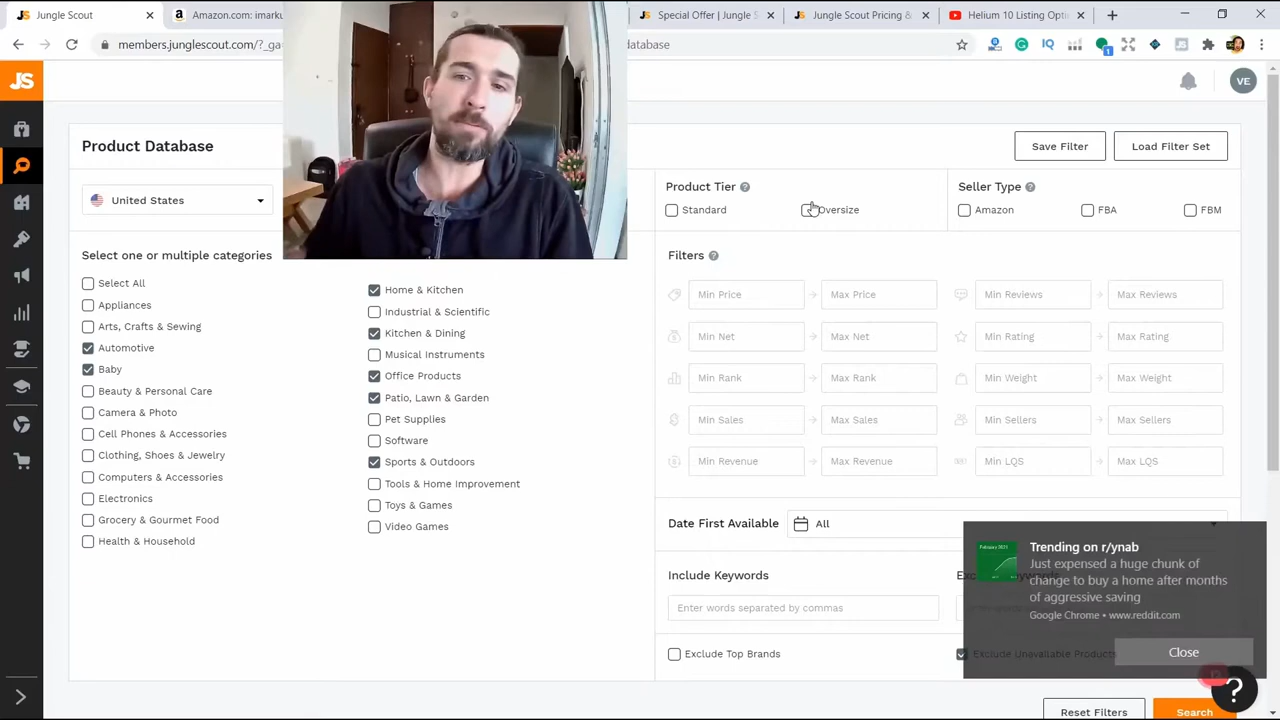 Jungle Scout
Amazon.com: imarku
Special Offer | Jungle S
Jungle Scout Pricing &
Helium 10 Listing Opti
members.junglescout.com/?_ga
database
JS
VE
Product Database
Save Filter
Load Filter Set
United States
Product Tier
Standard
Oversize
Seller Type
Amazon
FBA
FBM
Select one or multiple categories
Select All
Appliances
Arts, Crafts & Sewing
Automotive
Baby
Beauty & Personal Care
Camera & Photo
Cell Phones & Accessories
Clothing, Shoes & Jewelry
Computers & Accessories
Electronics
Grocery & Gourmet Food
Health & Household
Home & Kitchen
Industrial & Scientific
Kitchen & Dining
Musical Instruments
Office Products
Patio, Lawn & Garden
Pet Supplies
Software
Sports & Outdoors
Tools & Home Improvement
Toys & Games
Video Games
Filters
Min Price
Max Price
Min Reviews
Max Reviews
Min Net
Max Net
Min Rating
Max Rating
Min Rank
Max Rank
Min Weight
Max Weight
Min Sales
Max Sales
Min Sellers
Max Sellers
Min Revenue
Max Revenue
Min LQS
Max LQS
Date First Available
All
Include Keywords
Enter words separated by commas
Exclude Top Brands
Exclude Unavailable Products
February 2021
Trending on r/ynab
Just expensed a huge chunk of
change to buy a home after months
of aggressive saving
Google Chrome • www.reddit.com
Close
Reset Filters
Search